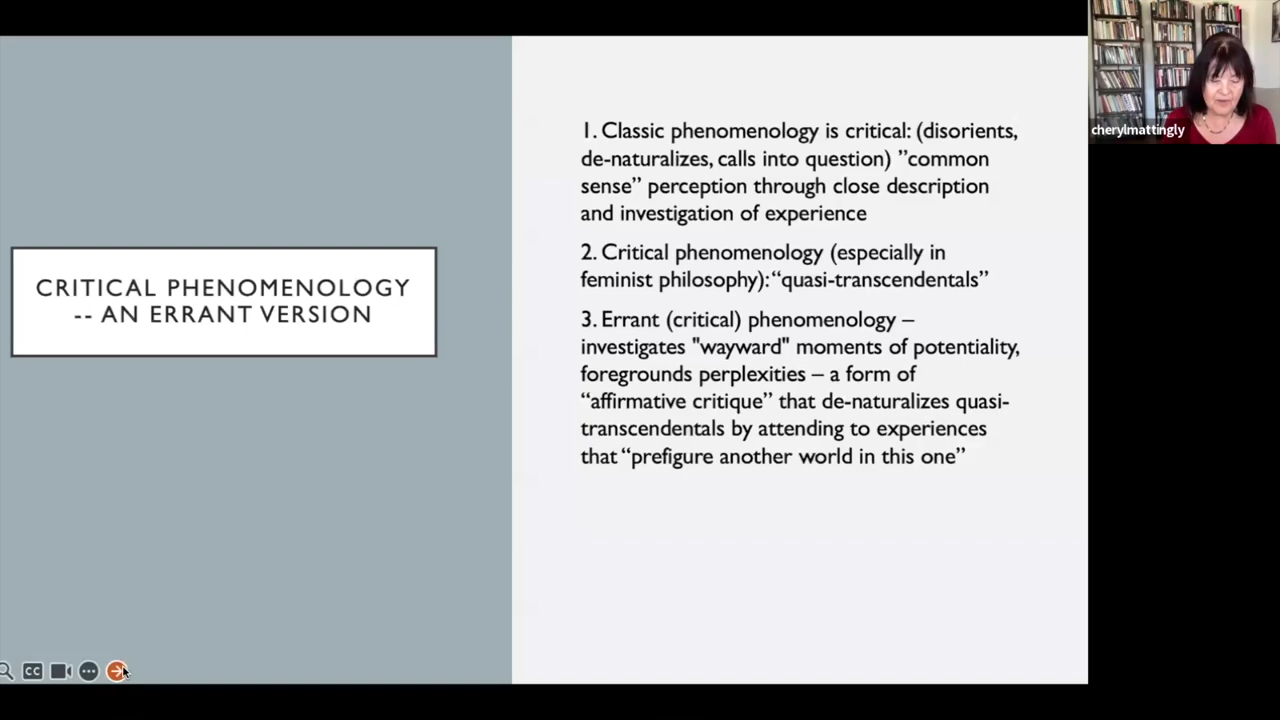 cherylmattingly
CRITICAL PHENOMENOLOGY
-- AN ERRANT VERSION
1. Classic phenomenology is critical: (disorients,
de-naturalizes, calls into question) ”common
sense” perception through close description
and investigation of experience
2. Critical phenomenology (especially in
feminist philosophy): “quasi-transcendentals”
3. Errant (critical) phenomenology –
investigates "wayward" moments of potentiality,
foregrounds perplexities – a form of
“affirmative critique” that de-naturalizes quasi-
transcendentals by attending to experiences
that “prefigure another world in this one”
CC